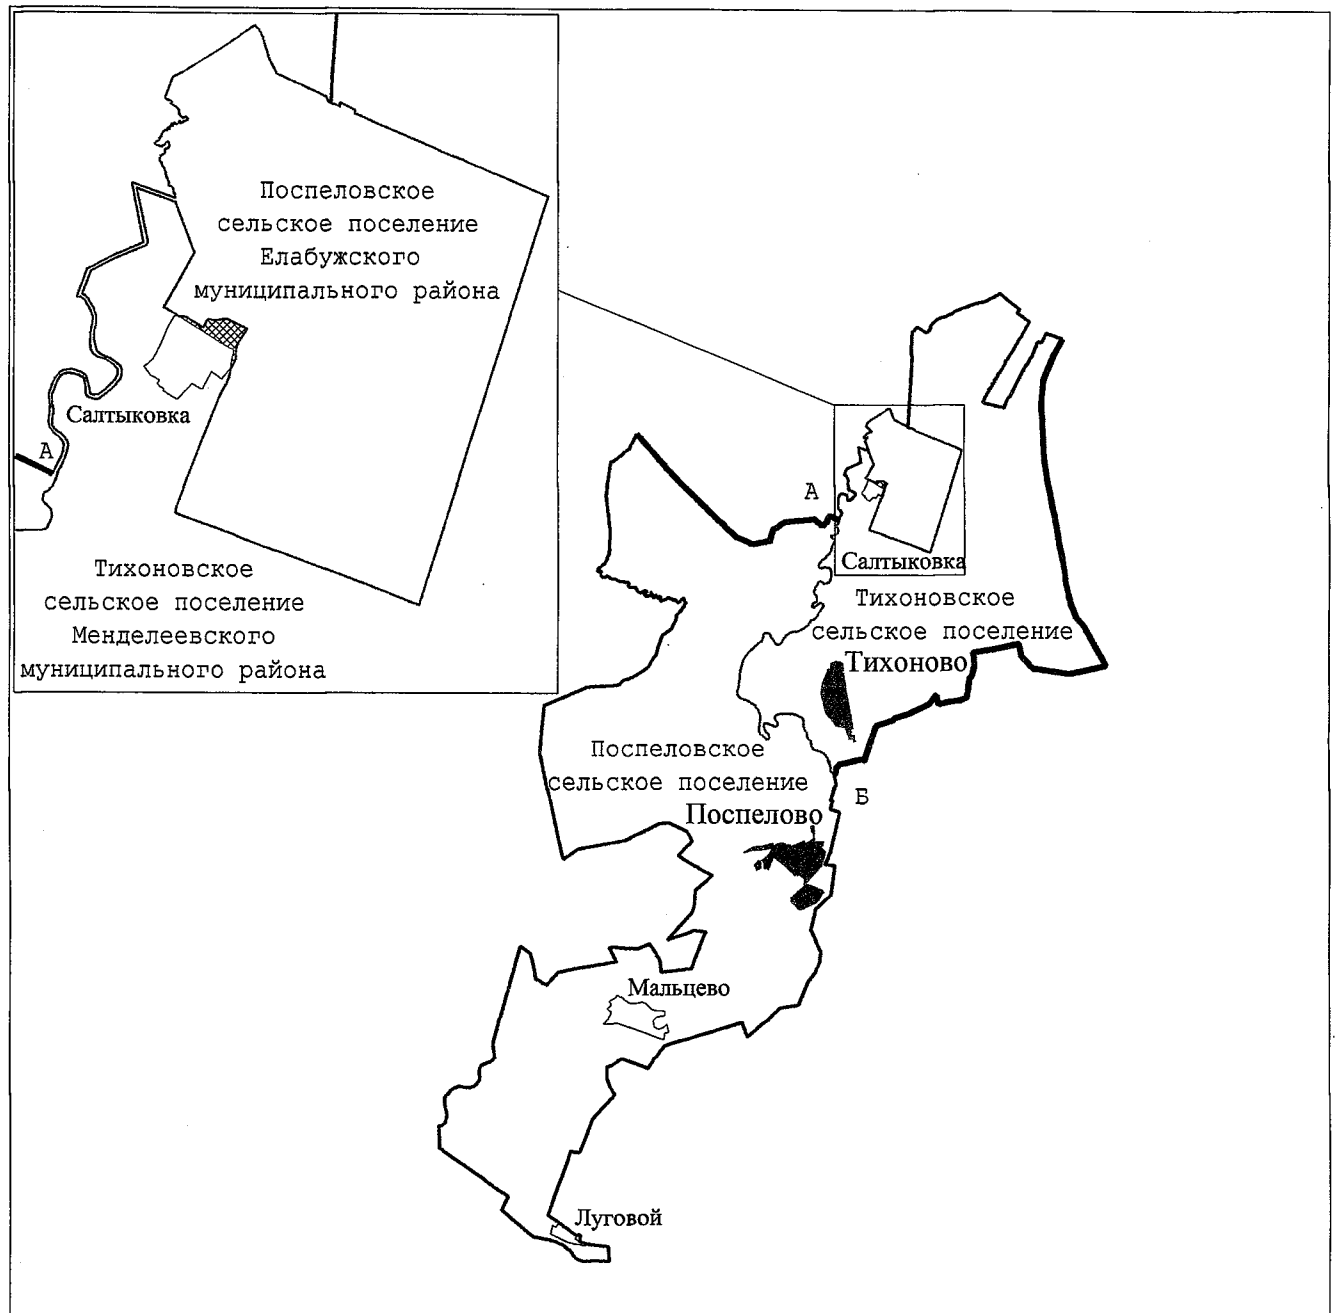 Поспеловское
сельское поселение
Елабужского
муниципального района
Салтыковка
А
Тихоновское
сельское поселение
Менделеевского
муниципального района
А
Салтыковка
Тихоновское
сельское поселение
Тихоново
Поспеловское
сельское поселение
Б
Поспелово
Мальцево
Луговой